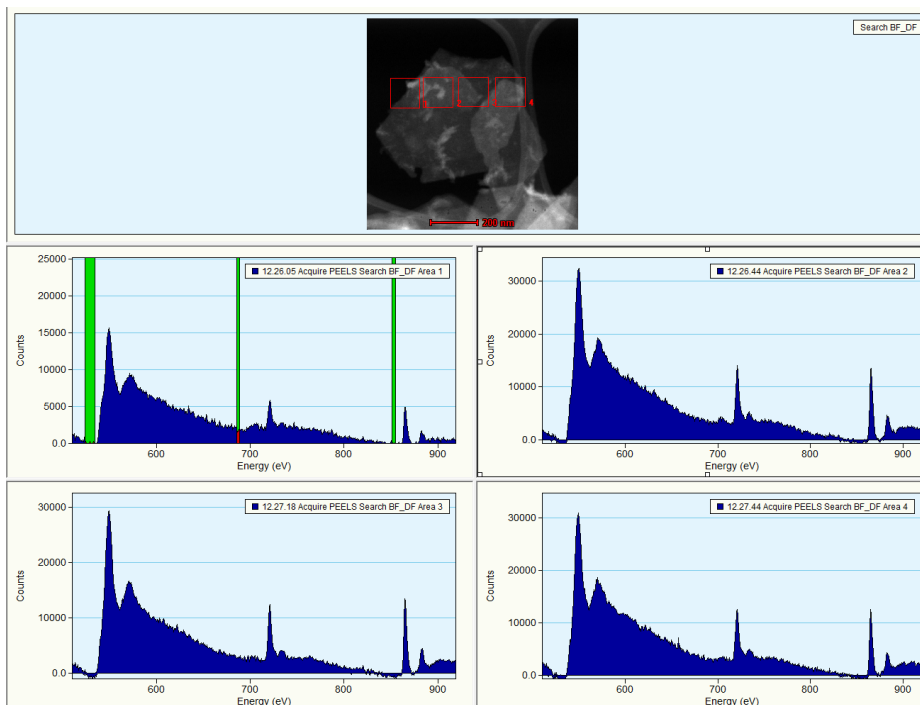 Search BF_DF
1 2 3 4
200 nm
12.26.05 Acquire PEELS Search BF_DF Area 1
25000
20000
15000
10000
5000
0.0
Counts
600 700 800 900
Energy (eV)
12.26.44 Acquire PEELS Search BF_DF Area 2
30000
20000
10000
0.0
Counts
600 700 800 900
Energy (eV)
12.27.18 Acquire PEELS Search BF_DF Area 3
30000
20000
10000
0.0
Counts
600 700 800 900
Energy (eV)
12.27.44 Acquire PEELS Search BF_DF Area 4
30000
20000
10000
0.0
Counts
600 700 800 900
Energy (eV)